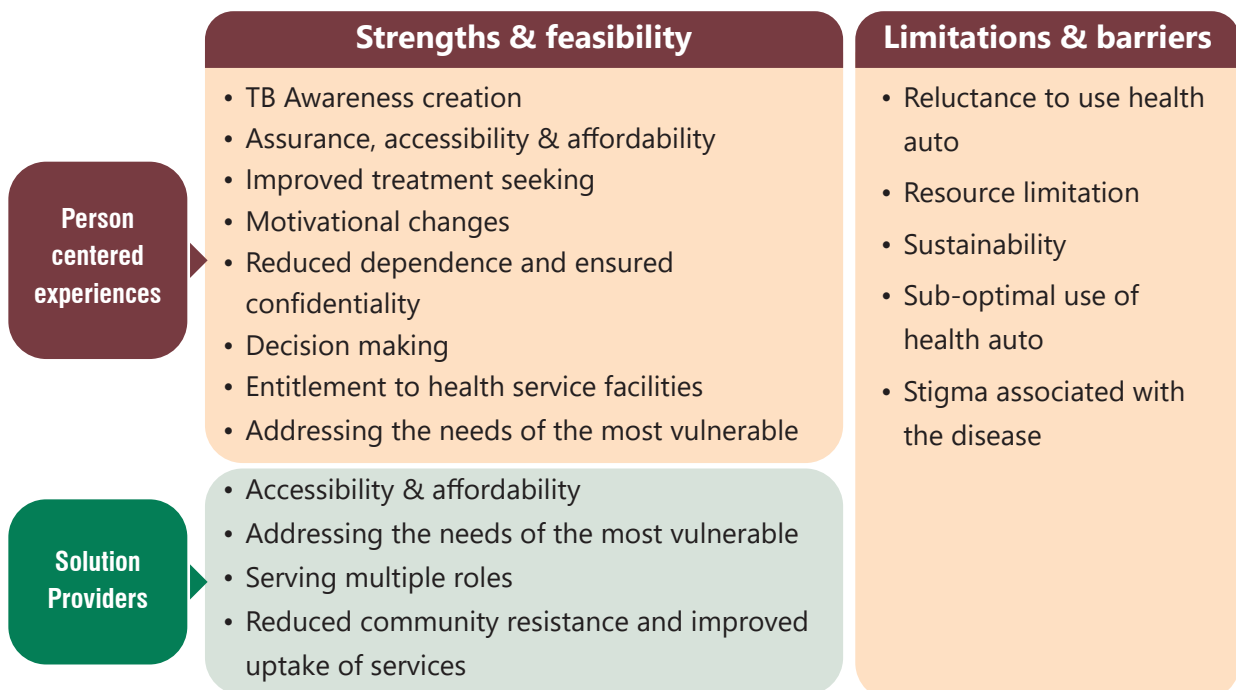 Strengths & feasibility
Limitations & barriers
Person
centered
experiences
• TB Awareness creation
• Assurance, accessibility & affordability
• Improved treatment seeking
• Motivational changes
• Reduced dependence and ensured
confidentiality
• Decision making
• Entitlement to health service facilities
• Addressing the needs of the most vulnerable
• Reluctance to use health
auto
• Resource limitation
• Sustainability
• Sub-optimal use of
health auto
• Stigma associated with
the disease
Solution
Providers
• Accessibility & affordability
• Addressing the needs of the most vulnerable
• Serving multiple roles
• Reduced community resistance and improved
uptake of services